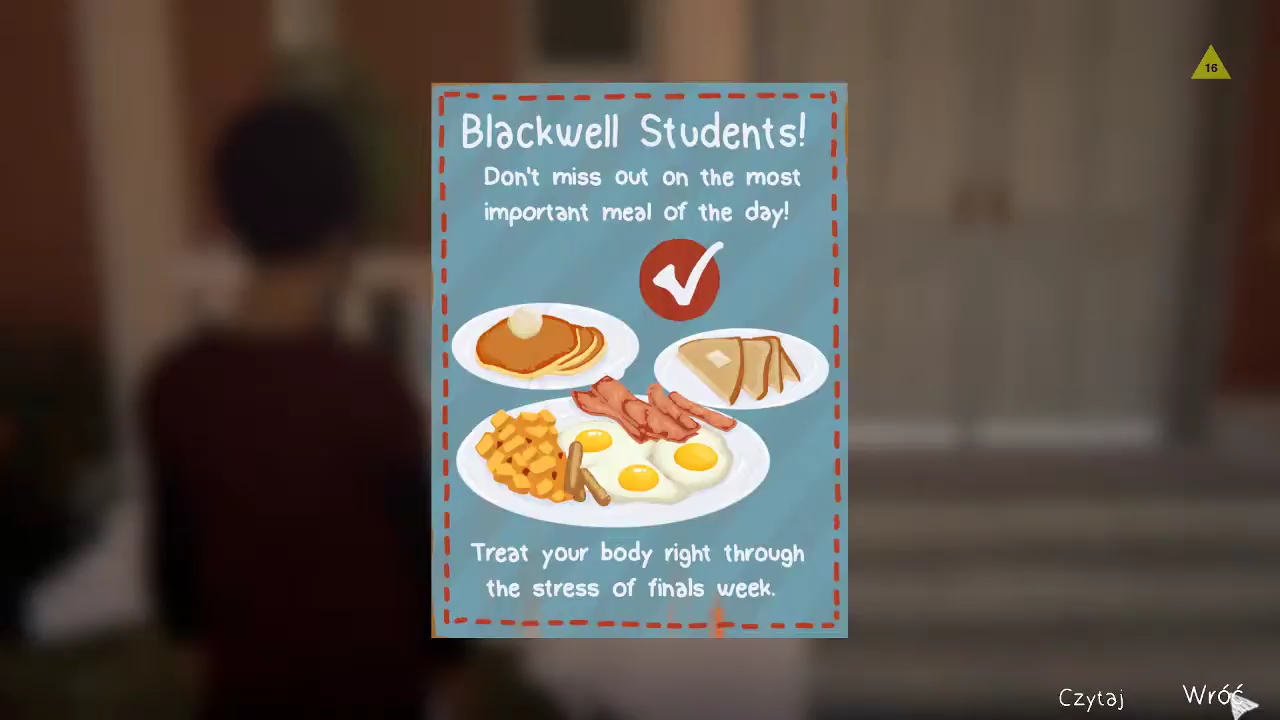 16
Blackwell Students!
Don't miss out on the most
important meal of the day!
Treat your body right through
the stress of finals week.
Czytaj
Wróć